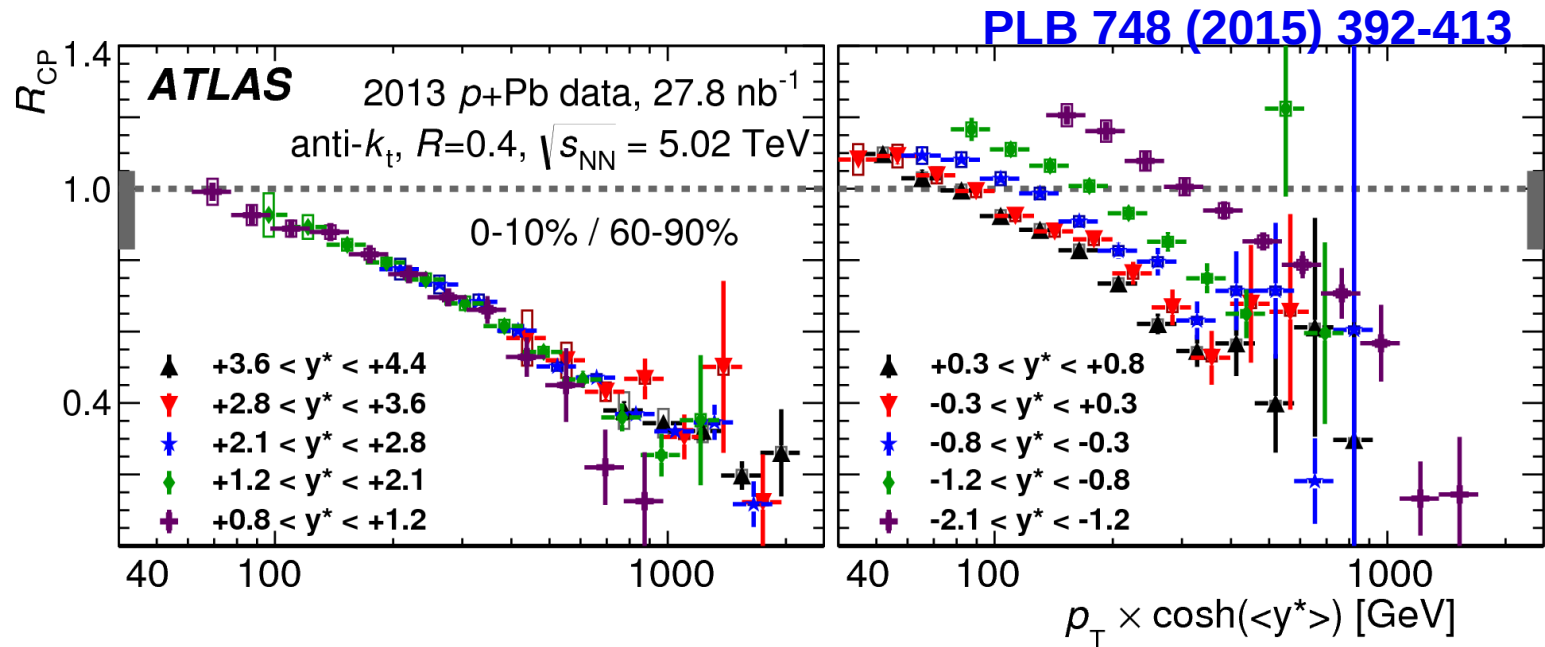 PLB 748 (2015) 392-413
R_CP
1.4
1.0
0.4
ATLAS
2013 p+Pb data, 27.8 nb⁻¹
anti-k_t, R=0.4, √s_NN = 5.02 TeV
0-10% / 60-90%
+3.6 < y* < +4.4
+2.8 < y* < +3.6
+2.1 < y* < +2.8
+1.2 < y* < +2.1
+0.8 < y* < +1.2
+0.3 < y* < +0.8
-0.3 < y* < +0.3
-0.8 < y* < -0.3
-1.2 < y* < -0.8
-2.1 < y* < -1.2
40 100 1000
40 100 1000
p_T × cosh(<y*>) [GeV]